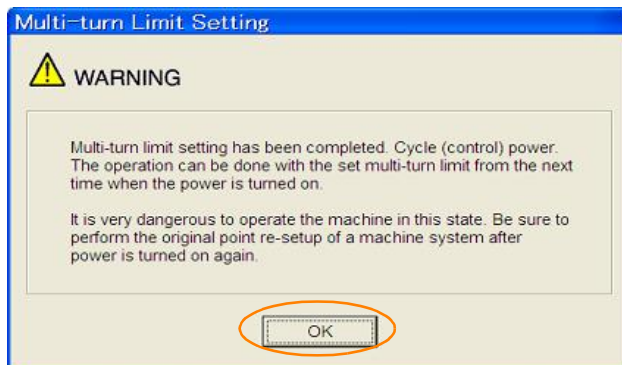 Multi-turn Limit Setting
WARNING
Multi-turn limit setting has been completed. Cycle (control) power.
The operation can be done with the set multi-turn limit from the next
time when the power is turned on.
It is very dangerous to operate the machine in this state. Be sure to
perform the original point re-setup of a machine system after
power is turned on again.
OK